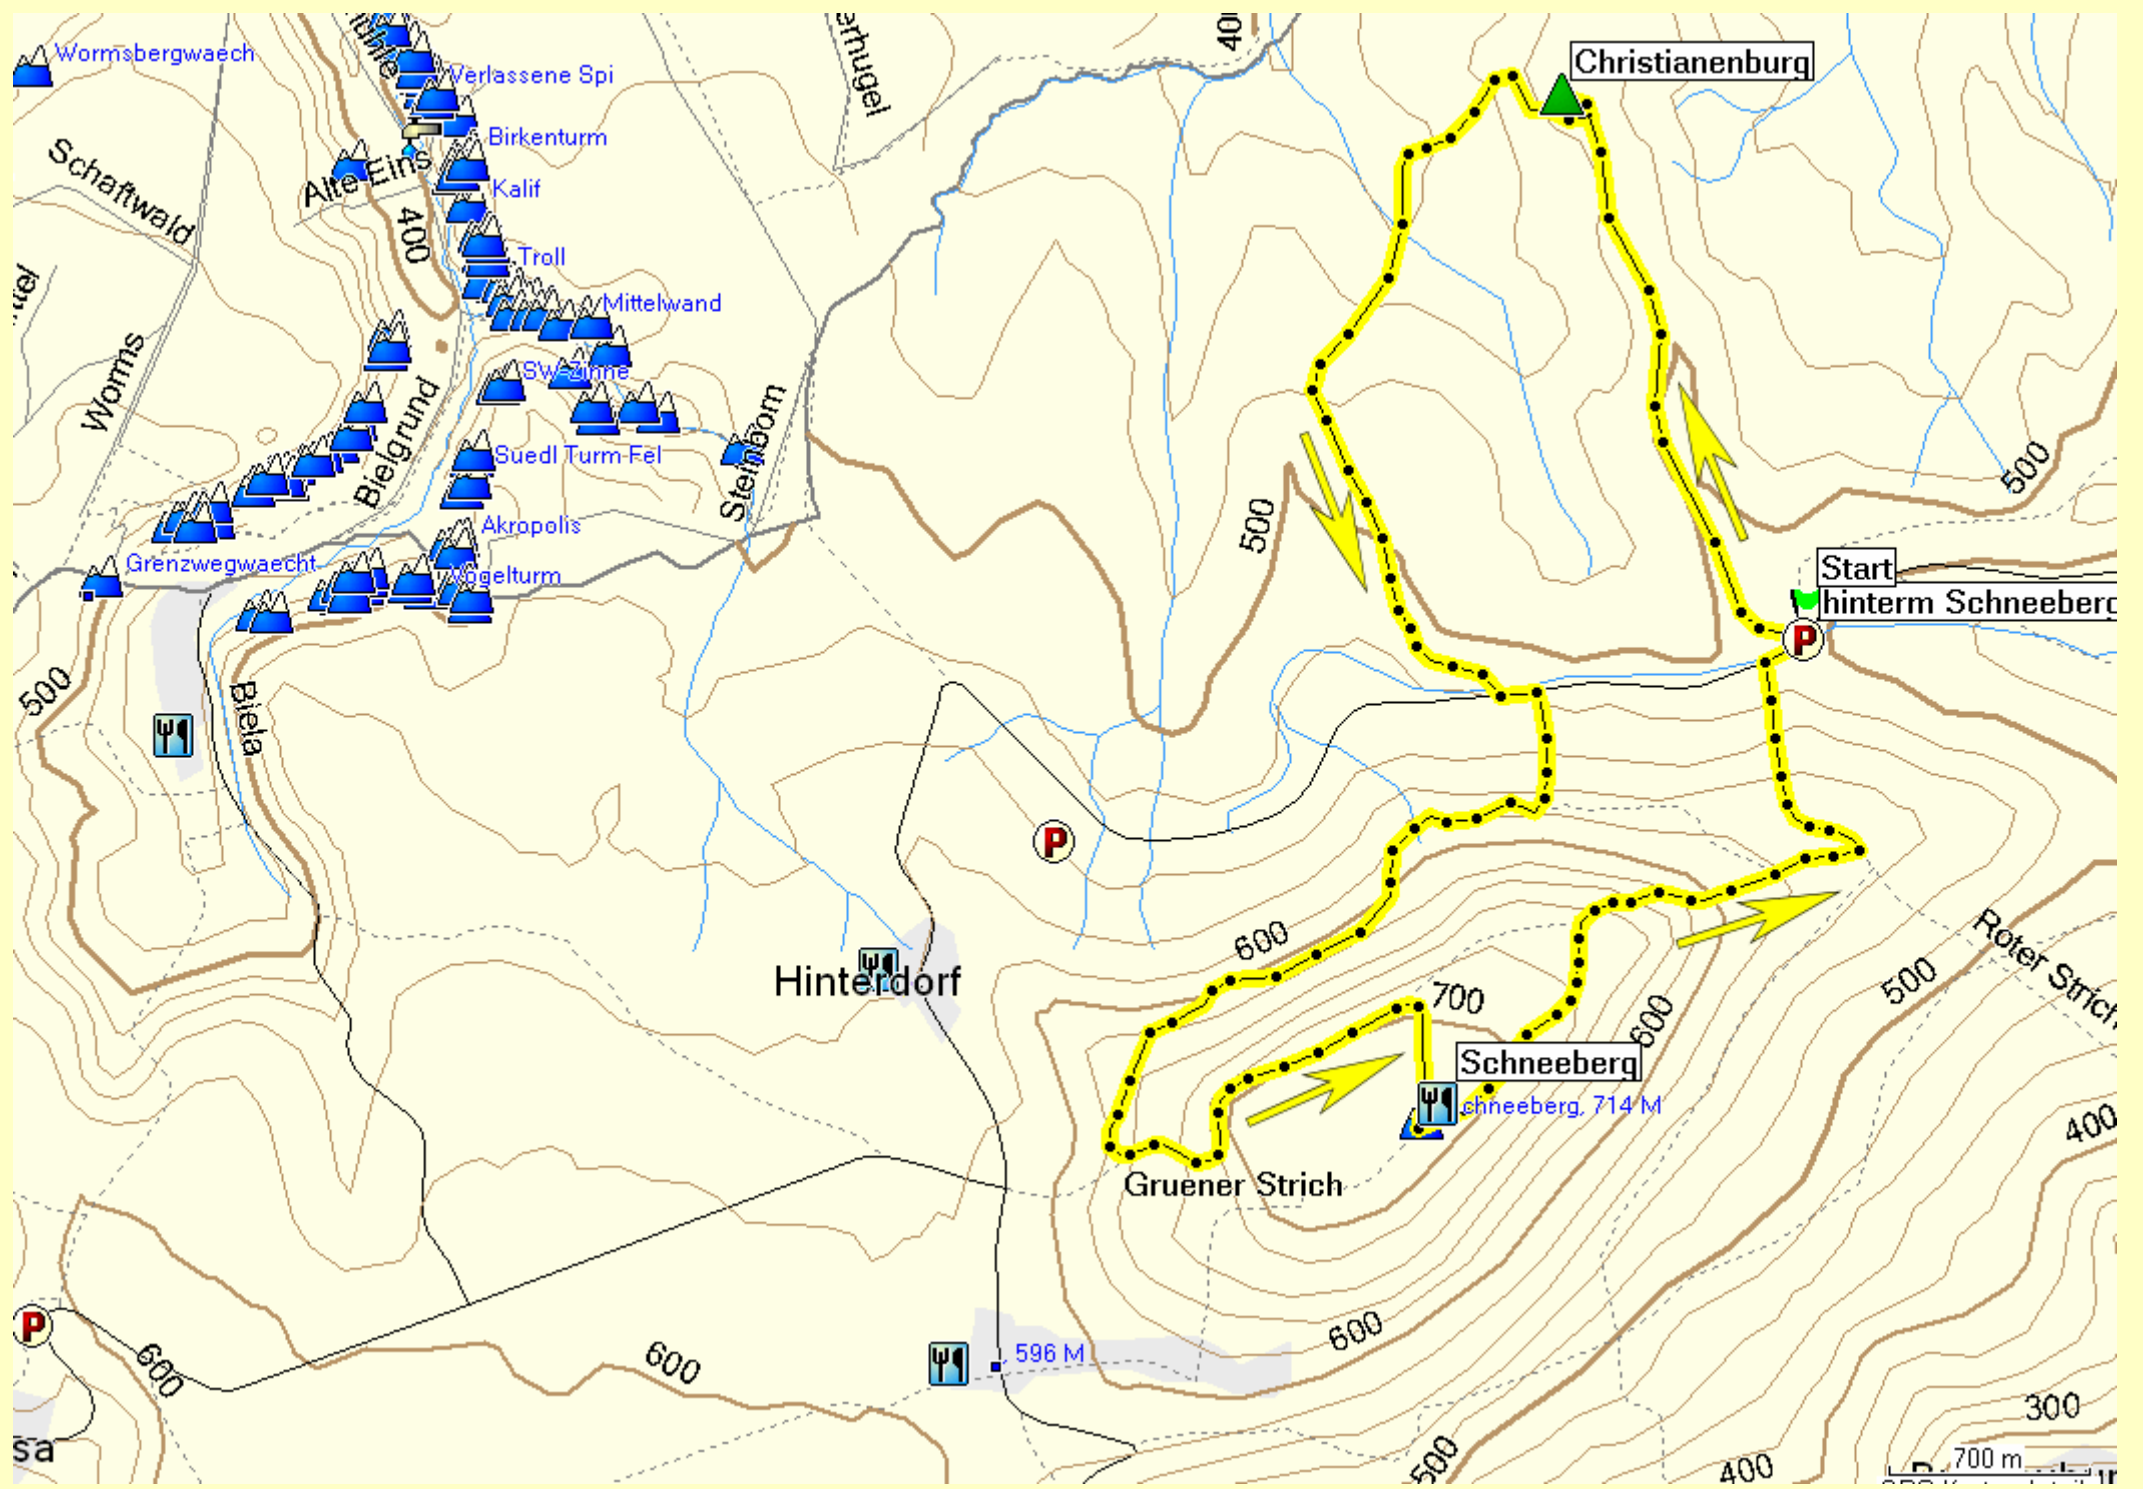 Wormsbergwaech
Verlassene Spi
Birkenturm
Schaftwald
Alte Eins
Kalif
400
Troll
Mittelwand
Worms
SW-Zinne
Bielgrund
Steinborn
Suedl Turm Fel
Akropolis
Grenzwegwaecht
Vogelturm
500
Biela
erhugel
Christianenburg
500
500
Start
hinterm Schneeberg
P
P
Hinterdorf
600
700
600
500
Roter Strich
Schneeberg
chneeberg, 714 M
Gruener Strich
400
P
600
600
596 M
600
500
400
300
700 m
sa